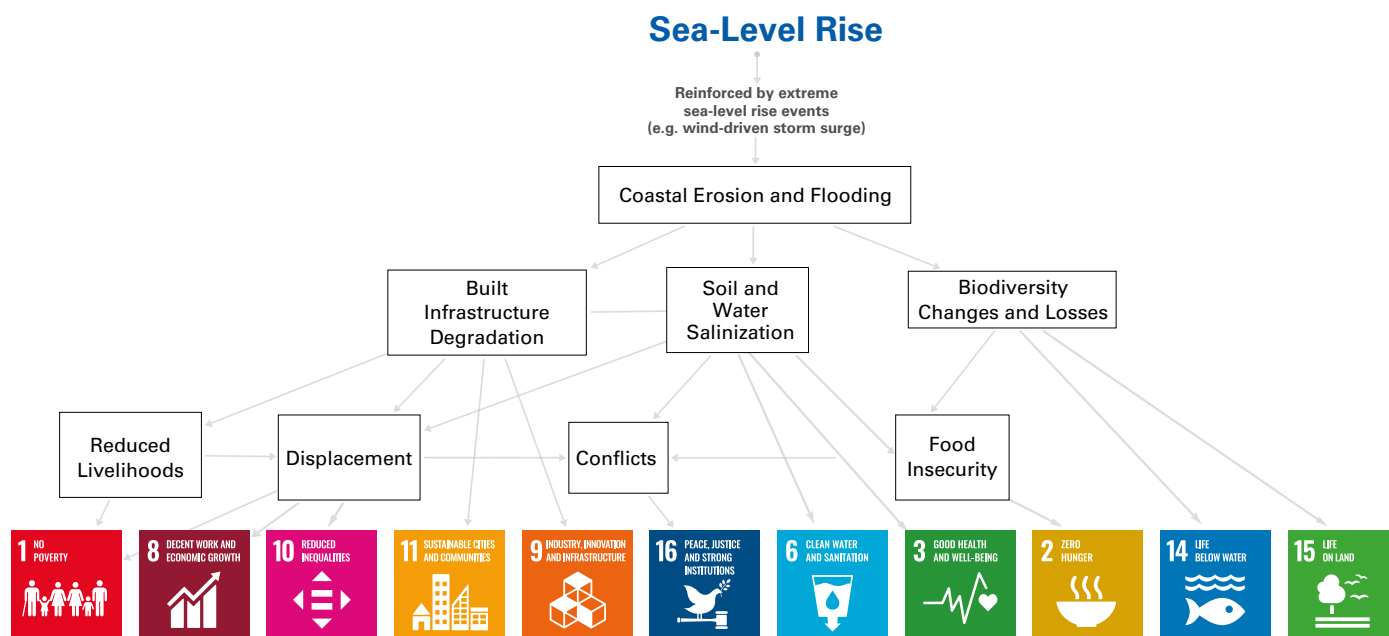 Sea-Level Rise
Reinforced by extreme
sea-level rise events
(e.g. wind-driven storm surge)
Coastal Erosion and Flooding
Built
Infrastructure
Degradation
Soil and
Water
Salinization
Biodiversity
Changes and Losses
Reduced
Livelihoods
Displacement
Conflicts
Food
Insecurity
1 NO
POVERTY
8 DECENT WORK AND
ECONOMIC GROWTH
10 REDUCED
INEQUALITIES
11 SUSTAINABLE CITIES
AND COMMUNITIES
9 INDUSTRY, INNOVATION
AND INFRASTRUCTURE
16 PEACE, JUSTICE
AND STRONG
INSTITUTIONS
6 CLEAN WATER
AND SANITATION
3 GOOD HEALTH
AND WELL-BEING
2 ZERO
HUNGER
14 LIFE
BELOW WATER
15 LIFE
ON LAND